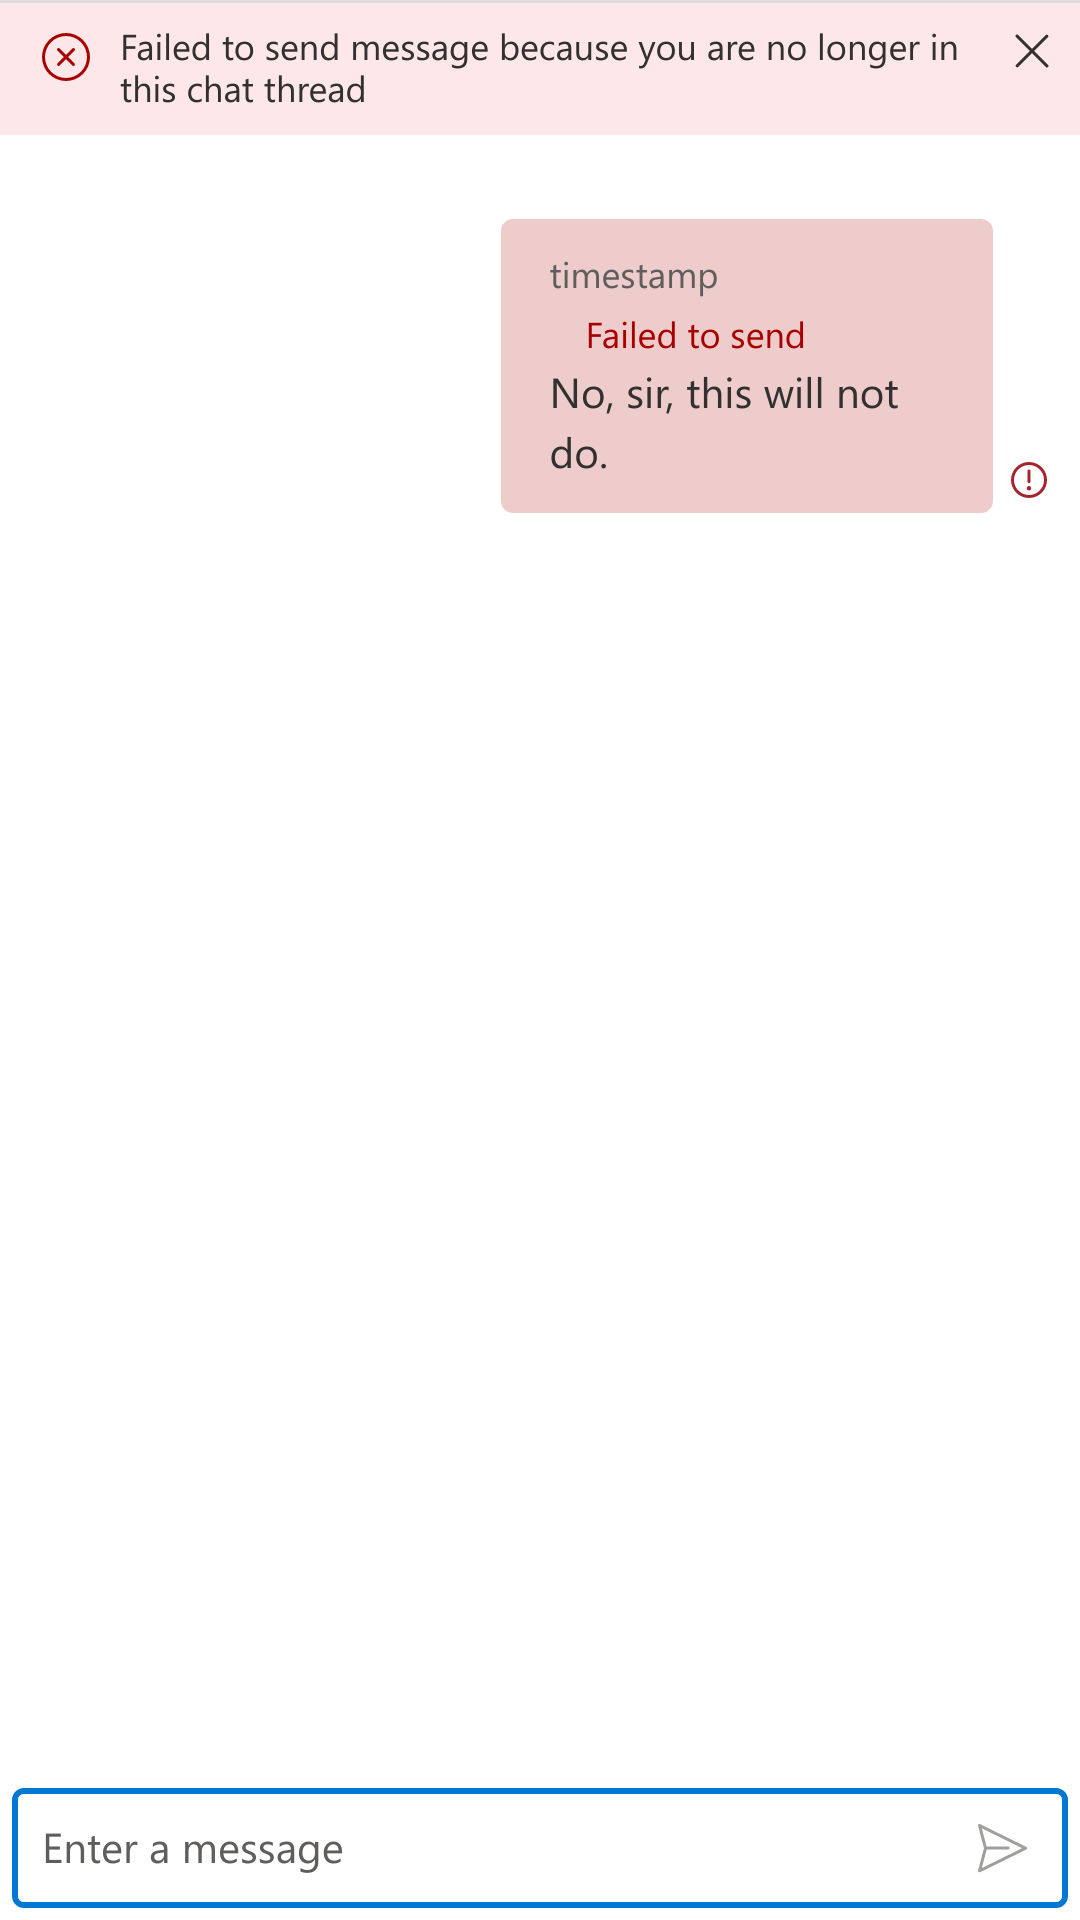 Failed to send message because you are no longer in
this chat thread
timestamp
Failed to send
No, sir, this will not
do.
Enter a message